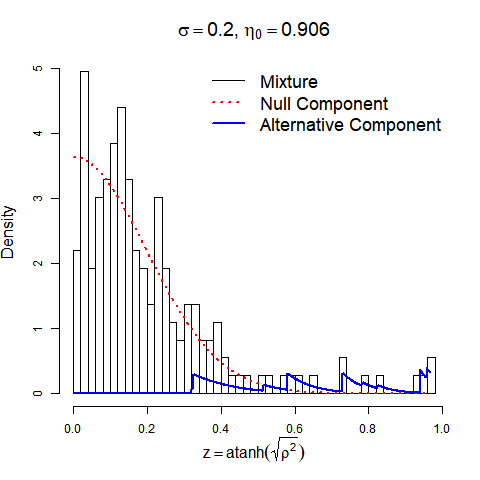 σ = 0.2, η₀ = 0.906
Mixture
Null Component
Alternative Component
Density
5
4
3
2
1
0
0.0 0.2 0.4 0.6 0.8 1.0
z = atanh(√ρ²)